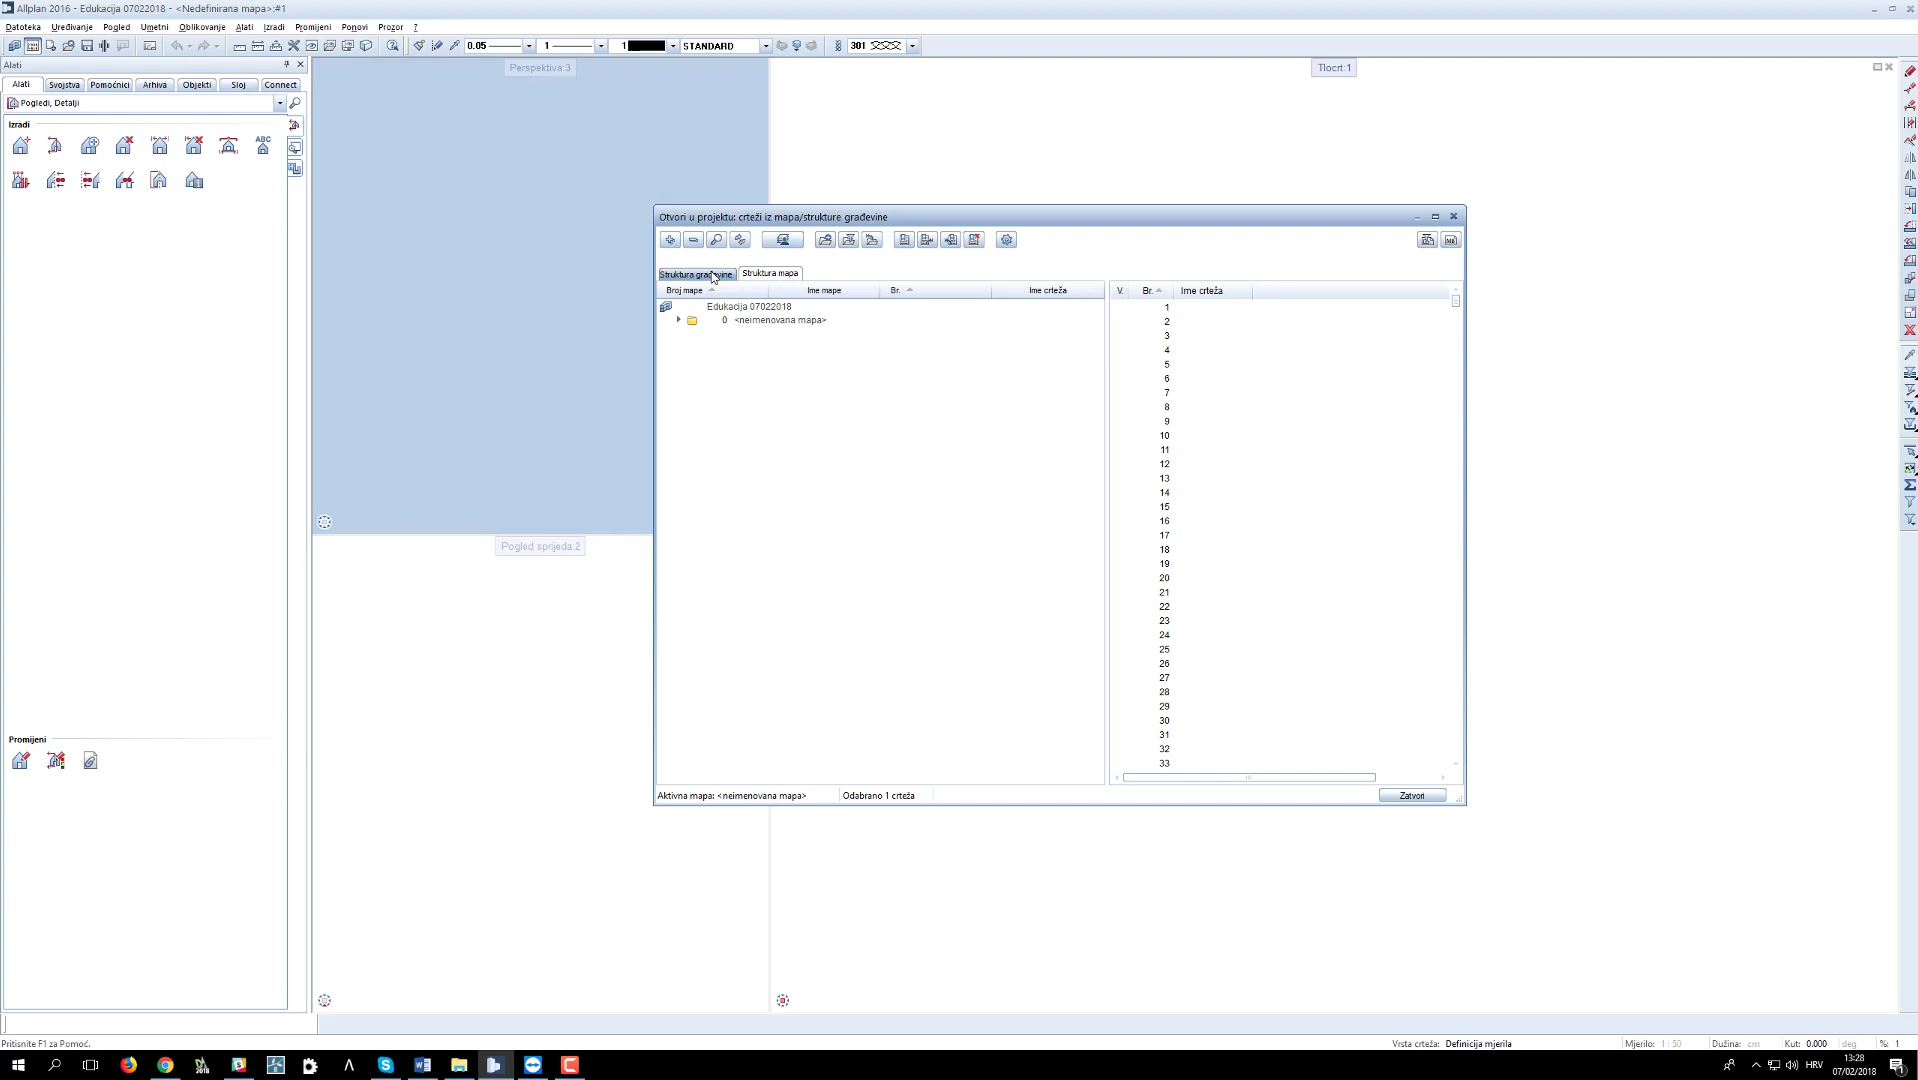 Allplan 2016 - Edukacija 07022018 - <Nedefinirana mapa>:#1
Datoteka Uređivanje Pogled Umetni Oblikovanje Alati Izradi Promijeni Ponovi Prozor ?
0.05 1 1 STANDARD 301
Alati
Alati Svojstva Pomoćnici Arhiva Objekti Sloj Connect
Pogledi, Detalji
Izradi
ABC
Promijeni
Perspektiva:3
Tlocrt:1
Pogled sprijeda:2
Otvori u projektu: crteži iz mapa/strukture građevine
Struktura građevine Struktura mapa
Broj mape Ime mape Br. Ime crteža
Edukacija 07022018
0 <neimenovana mapa>
V. Br. Ime crteža
1
2
3
4
5
6
7
8
9
10
11
12
13
14
15
16
17
18
19
20
21
22
23
24
25
26
27
28
29
30
31
32
33
Aktivna mapa: <neimenovana mapa> Odabrano 1 crteža Zatvori
Pritisnite F1 za Pomoć.
Vrsta crteža: Definicija mjerila Mjerilo: 1 : 50 Dužina: cm Kut: 0.000 deg %: 1
2018
HRV
13:28
07/02/2018